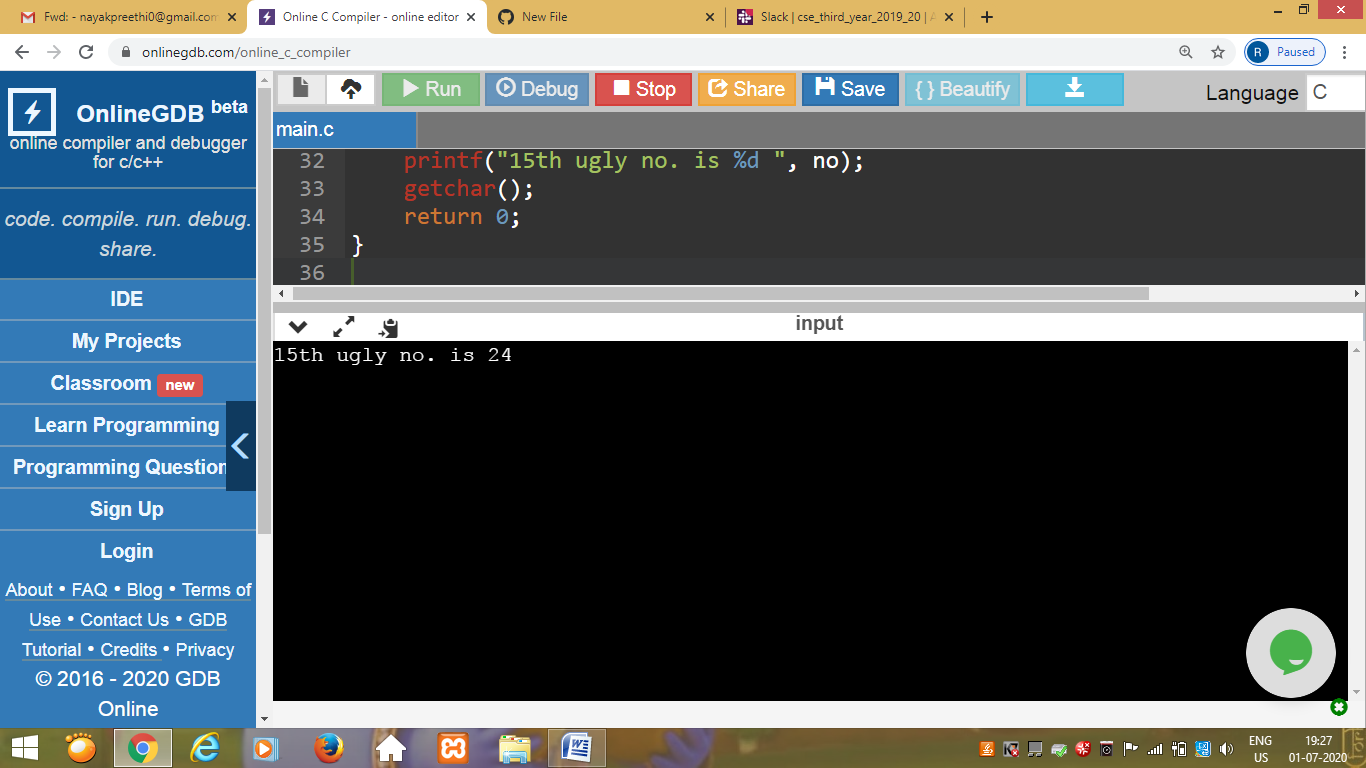 Fwd: - nayakpreethi0@gmail.com
Online C Compiler - online editor
New File
Slack | cse_third_year_2019_20 |
onlinegdb.com/online_c_compiler
R Paused
OnlineGDB beta
online compiler and debugger
for c/c++
code. compile. run. debug.
share.
IDE
My Projects
Classroom new
Learn Programming
Programming Question
Sign Up
Login
About • FAQ • Blog • Terms of
Use • Contact Us • GDB
Tutorial • Credits • Privacy
© 2016 - 2020 GDB
Online
Run Debug Stop Share Save { } Beautify
Language C
main.c
32 printf("15th ugly no. is %d ", no);
33 getchar();
34 return 0;
35 }
36
input
15th ugly no. is 24
ENG 19:27
US 01-07-2020